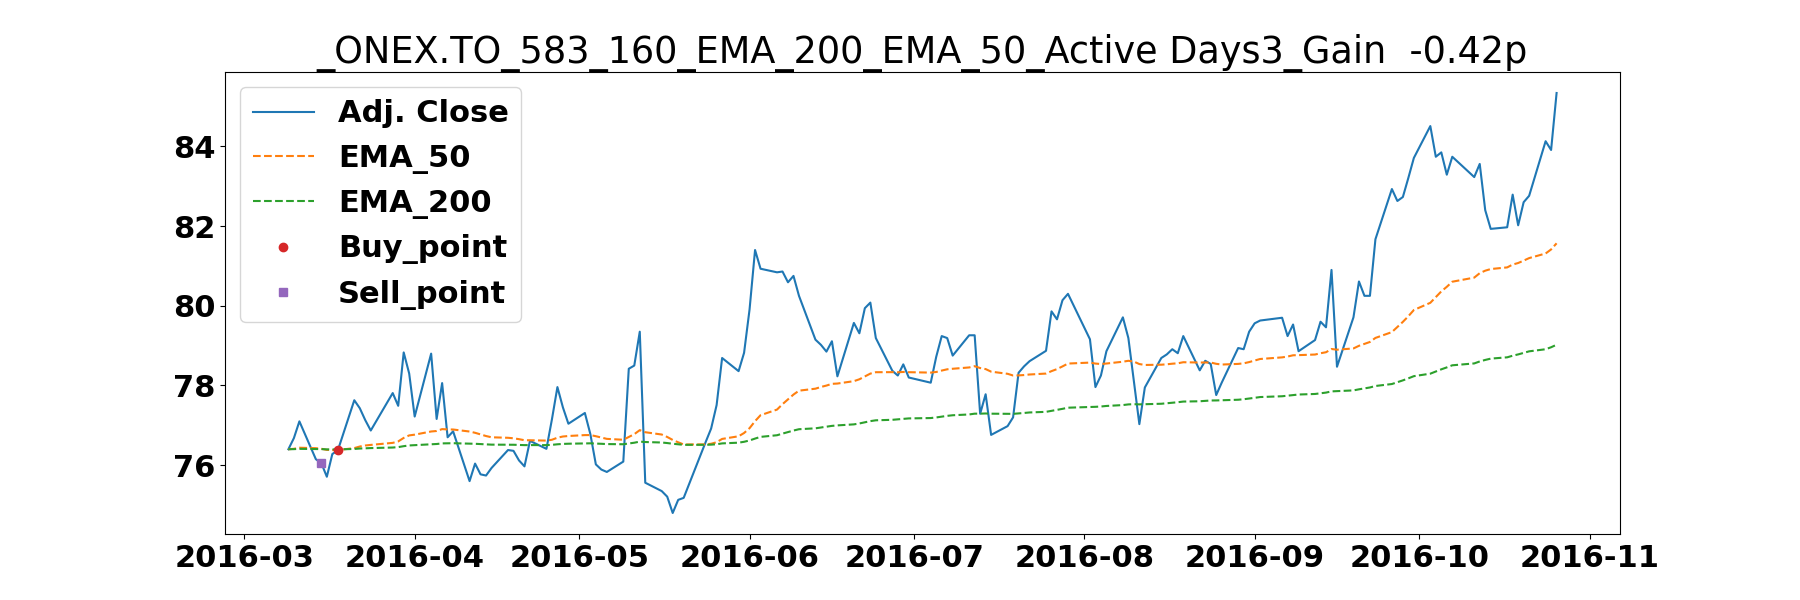 _ONEX.TO_583_160_EMA_200_EMA_50_Active Days3_Gain  -0.42p
Adj. Close
EMA_50
EMA_200
Buy_point
Sell_point
84
82
80
78
76
2016-03 2016-04 2016-05 2016-06 2016-07 2016-08 2016-09 2016-10 2016-11